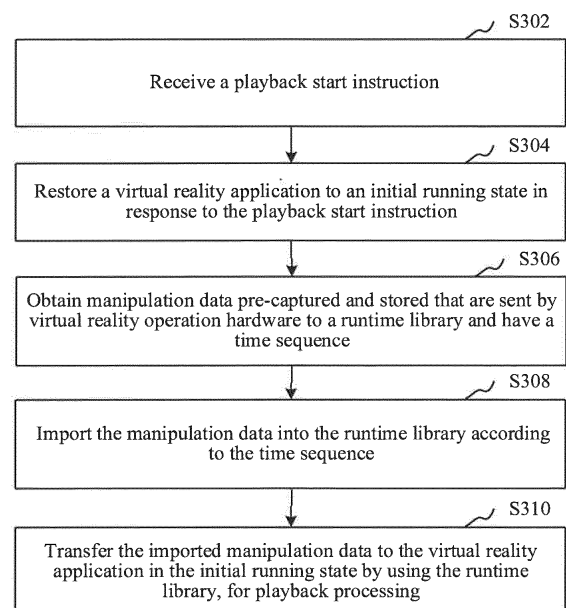 S302
Receive a playback start instruction
S304
Restore a virtual reality application to an initial running state in
response to the playback start instruction
S306
Obtain manipulation data pre-captured and stored that are sent by
virtual reality operation hardware to a runtime library and have a
time sequence
S308
Import the manipulation data into the runtime library according
to the time sequence
S310
Transfer the imported manipulation data to the virtual reality
application in the initial running state by using the runtime
library, for playback processing